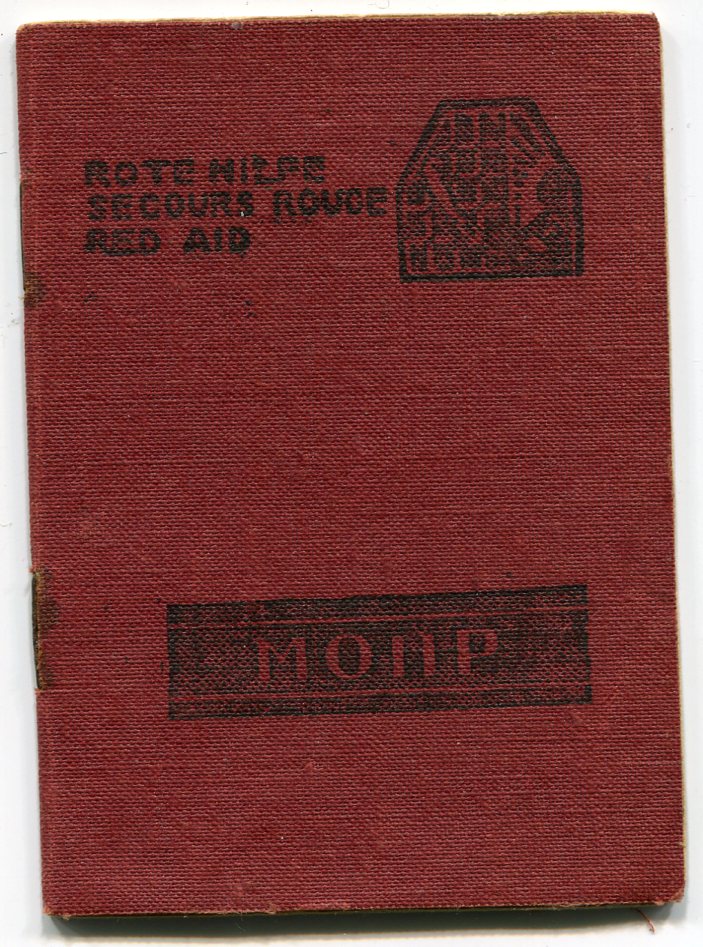 ROTE HILFE
SECOURS ROUGE
RED AID
МОПР